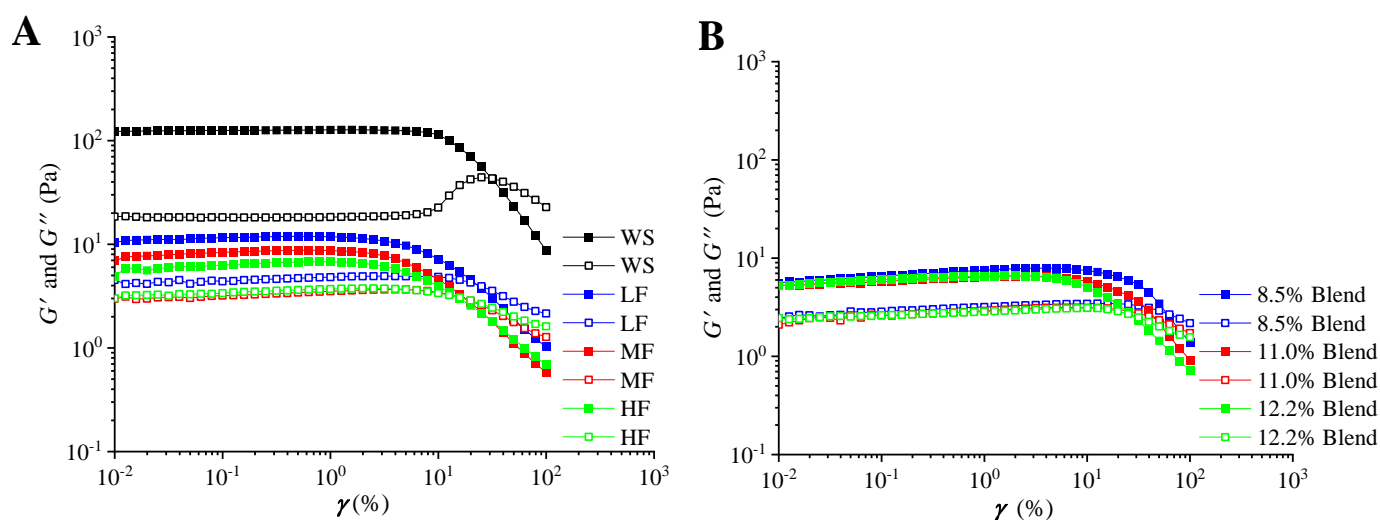 A
G′ and G″ (Pa)
10³
10²
10¹
10⁰
10⁻¹
10⁻²
10⁻¹
10⁰
10¹
10²
10³
γ (%)
WS
WS
LF
LF
MF
MF
HF
HF
B
G′ and G″ (Pa)
10³
10²
10¹
10⁰
10⁻¹
10⁻²
10⁻¹
10⁰
10¹
10²
10³
γ (%)
8.5% Blend
8.5% Blend
11.0% Blend
11.0% Blend
12.2% Blend
12.2% Blend